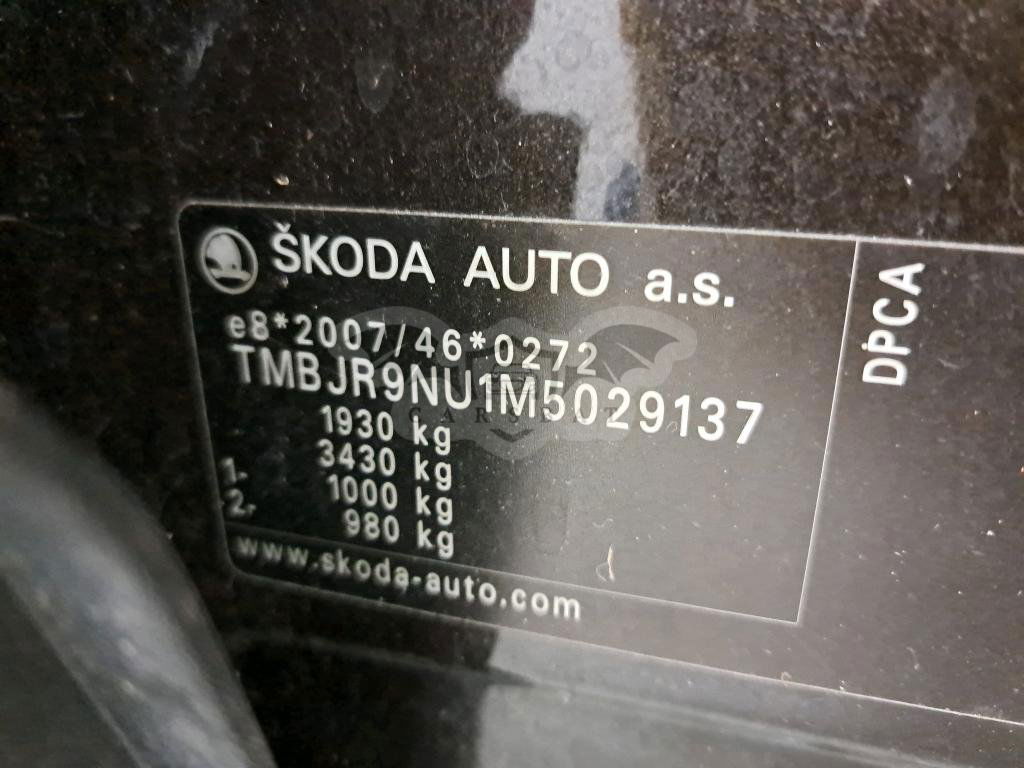 ŠKODA AUTO a.s.
e8*2007/46*0272
TMBJR9NU1M5029137
1930 kg
3430 kg
1. 1000 kg
2. 980 kg
www.skoda-auto.com
DPCA